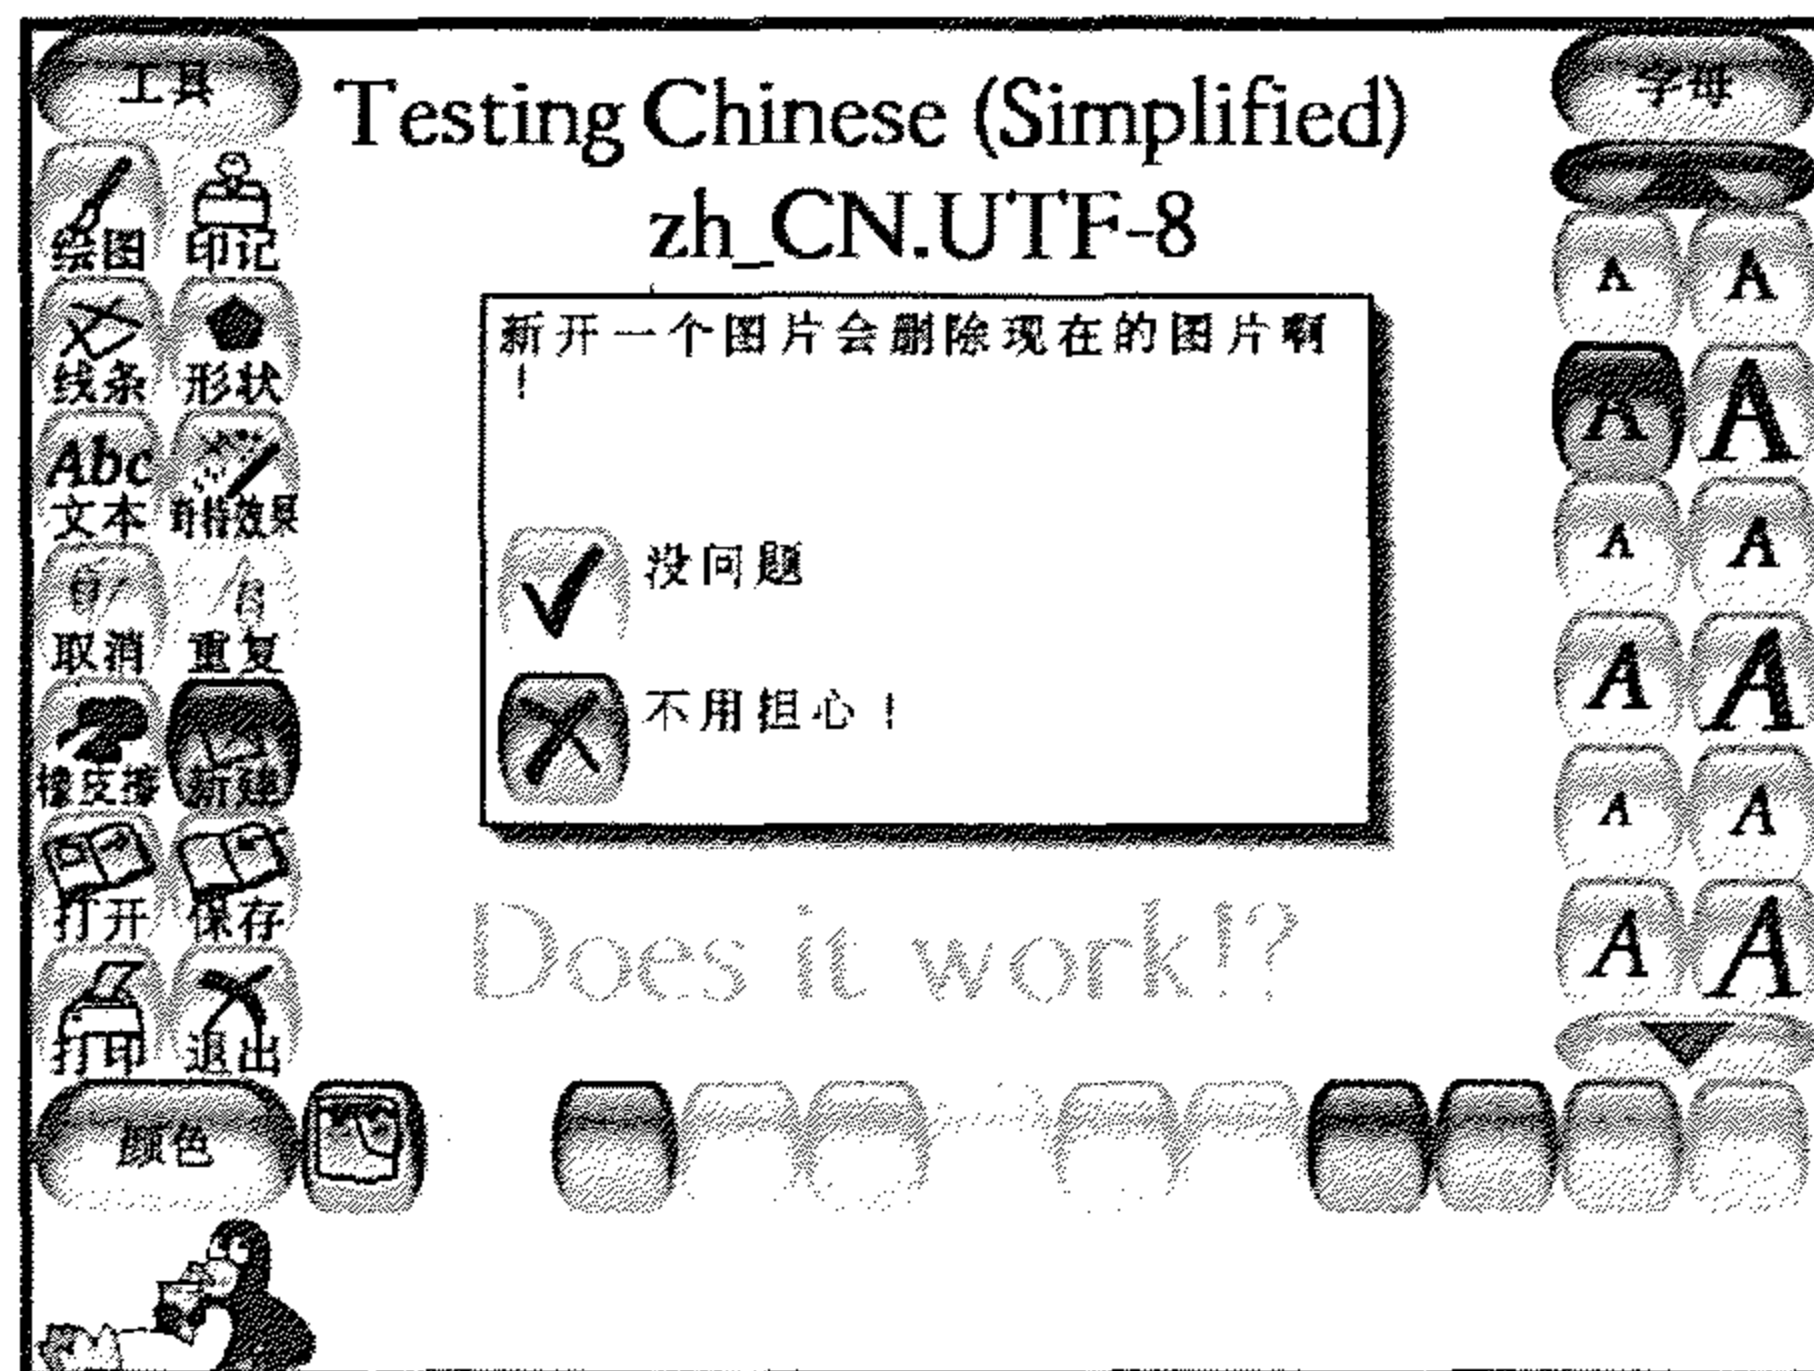 工具
字母
Testing Chinese (Simplified)
zh_CN.UTF-8
绘图 印记
线条 形状
Abc
文本 奇特效果
取消 重复
橡皮擦 新建
打开 保存
打印 退出
新开一个图片会删除现在的图片啊
！
没问题
不用担心！
Does it work!?
颜色
A A
A A
A A
A A
A A
A A